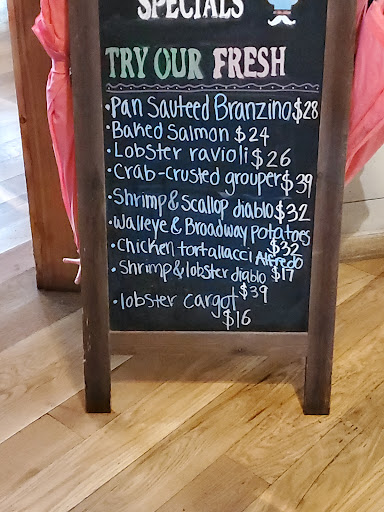 SPECIALS
TRY OUR FRESH
• Pan Sauteed Branzino $28
• Baked Salmon $24
• Lobster ravioli $26
• Crab-crusted grouper $39
• Shrimp & scallop diablo $32
• Walleye & Broadway potatoes
$32
• Chicken tortallacci Alfredo
$17
• Shrimp & lobster diablo
$39
• lobster cargot
$16